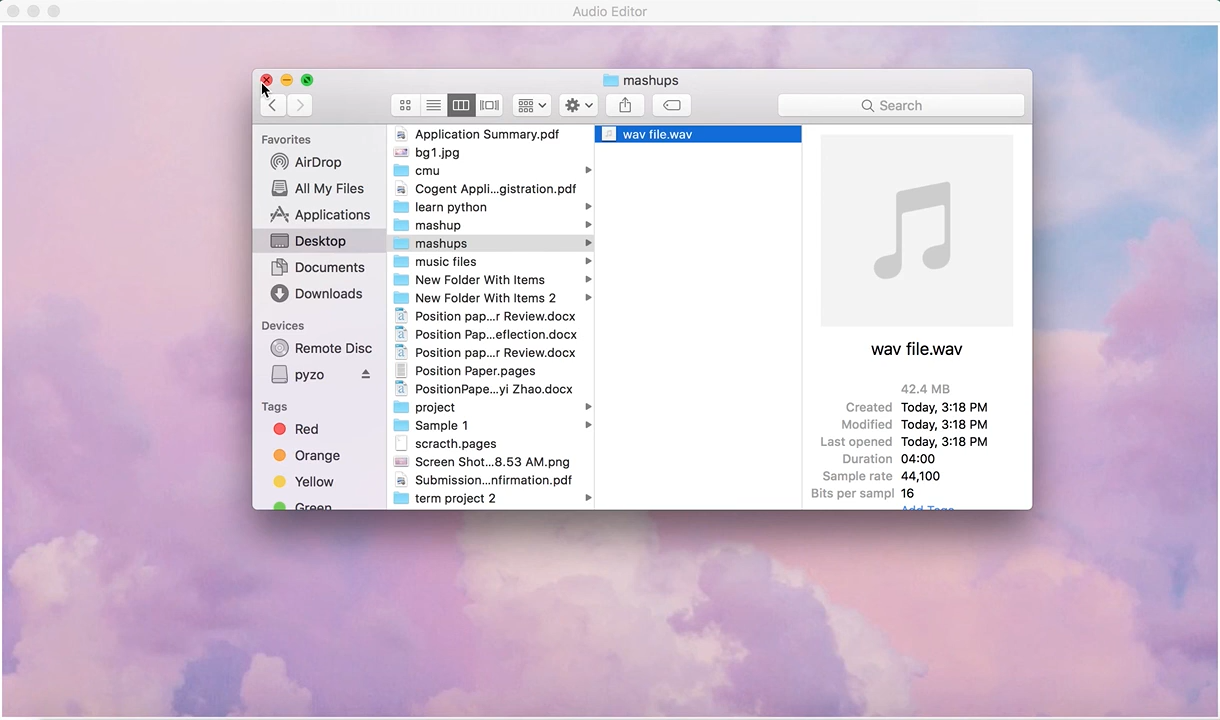 Audio Editor
mashups
Search
Favorites
AirDrop
All My Files
Applications
Desktop
Documents
Downloads
Devices
Remote Disc
pyzo
Tags
Red
Orange
Yellow
Green
Application Summary.pdf
bg1.jpg
cmu
Cogent Appli...gistration.pdf
learn python
mashup
mashups
music files
New Folder With Items
New Folder With Items 2
Position pap...r Review.docx
Position Pap...eflection.docx
Position pap...r Review.docx
Position Paper.pages
PositionPape...yi Zhao.docx
project
Sample 1
scracth.pages
Screen Shot...8.53 AM.png
Submission...nfirmation.pdf
term project 2
wav file.wav
wav file.wav
42.4 MB
Created Today, 3:18 PM
Modified Today, 3:18 PM
Last opened Today, 3:18 PM
Duration 04:00
Sample rate 44,100
Bits per sampl 16
Add Tags...